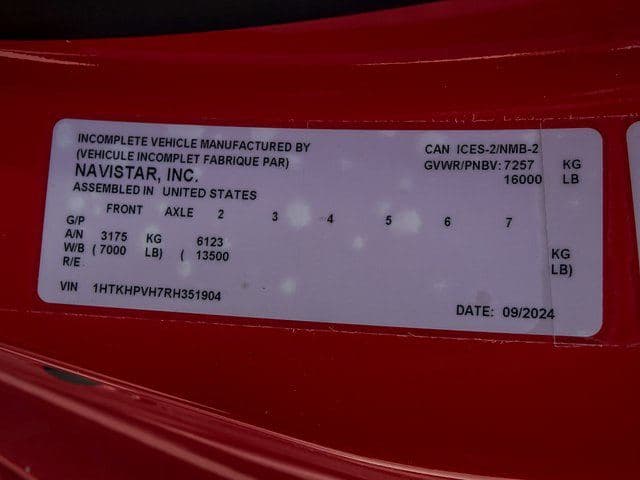 INCOMPLETE VEHICLE MANUFACTURED BY
(VEHICULE INCOMPLET FABRIQUE PAR)
NAVISTAR, INC.
ASSEMBLED IN UNITED STATES
CAN ICES-2/NMB-2
GVWR/PNBV: 7257 KG
16000 LB
FRONT AXLE 2 3 4 5 6 7
G/P
A/N 3175 KG 6123 KG
W/B ( 7000 LB) ( 13500 LB)
R/E
VIN 1HTKHPVH7RH351904
DATE: 09/2024